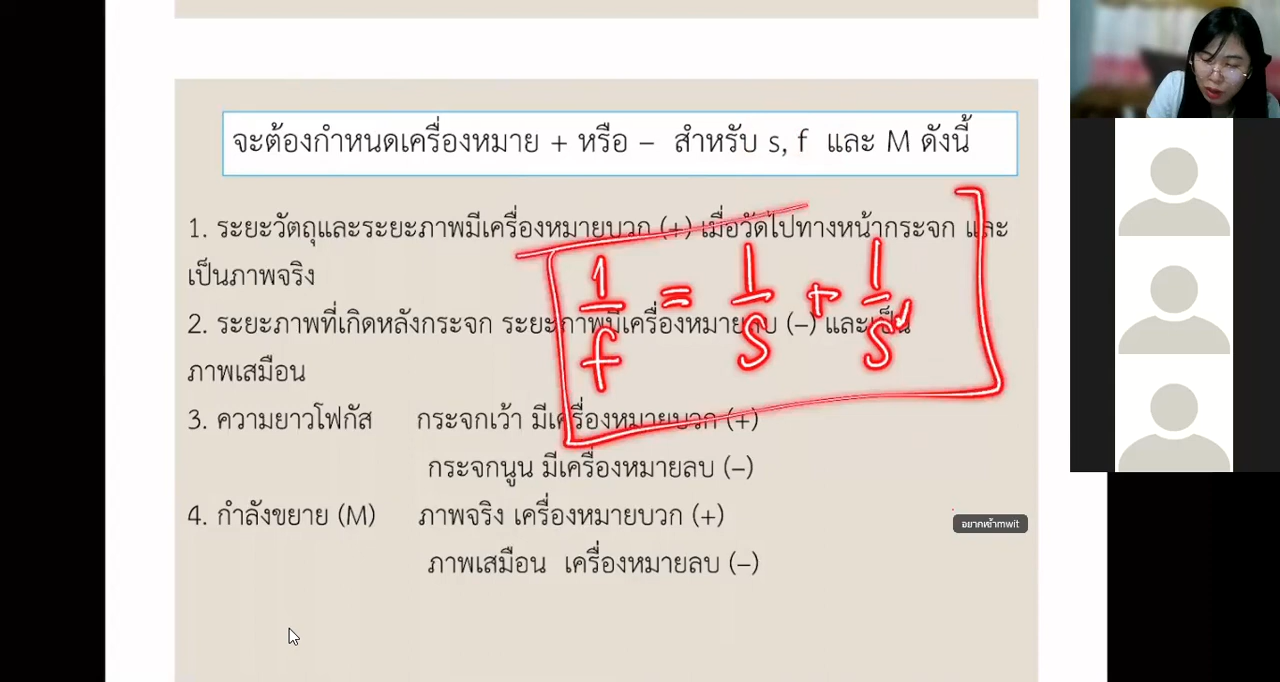 จะต้องกำหนดเครื่องหมาย + หรือ – สำหรับ s, f และ M ดังนี้
1. ระยะวัตถุและระยะภาพมีเครื่องหมายบวก (+) เมื่อวัดไปทางหน้ากระจก และ
เป็นภาพจริง
2. ระยะภาพที่เกิดหลังกระจก ระยะภาพมีเครื่องหมายลบ (–) และเป็น
ภาพเสมือน
1/f = 1/s + 1/s'
3. ความยาวโฟกัส กระจกเว้า มีเครื่องหมายบวก (+)
กระจกนูน มีเครื่องหมายลบ (–)
4. กำลังขยาย (M) ภาพจริง เครื่องหมายบวก (+)
ภาพเสมือน เครื่องหมายลบ (–)
อยากเข้าmwit